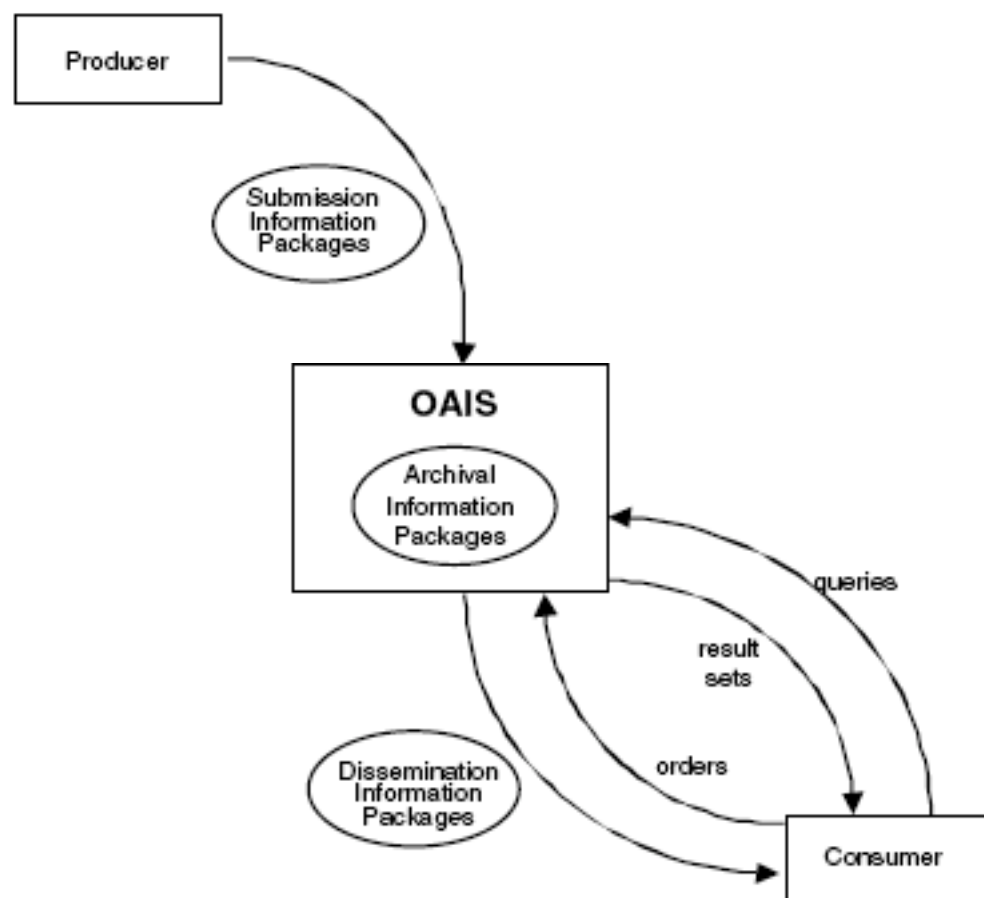 Producer
Submission
Information
Packages
OAIS
Archival
Information
Packages
queries
result
sets
orders
Dissemination
Information
Packages
Consumer